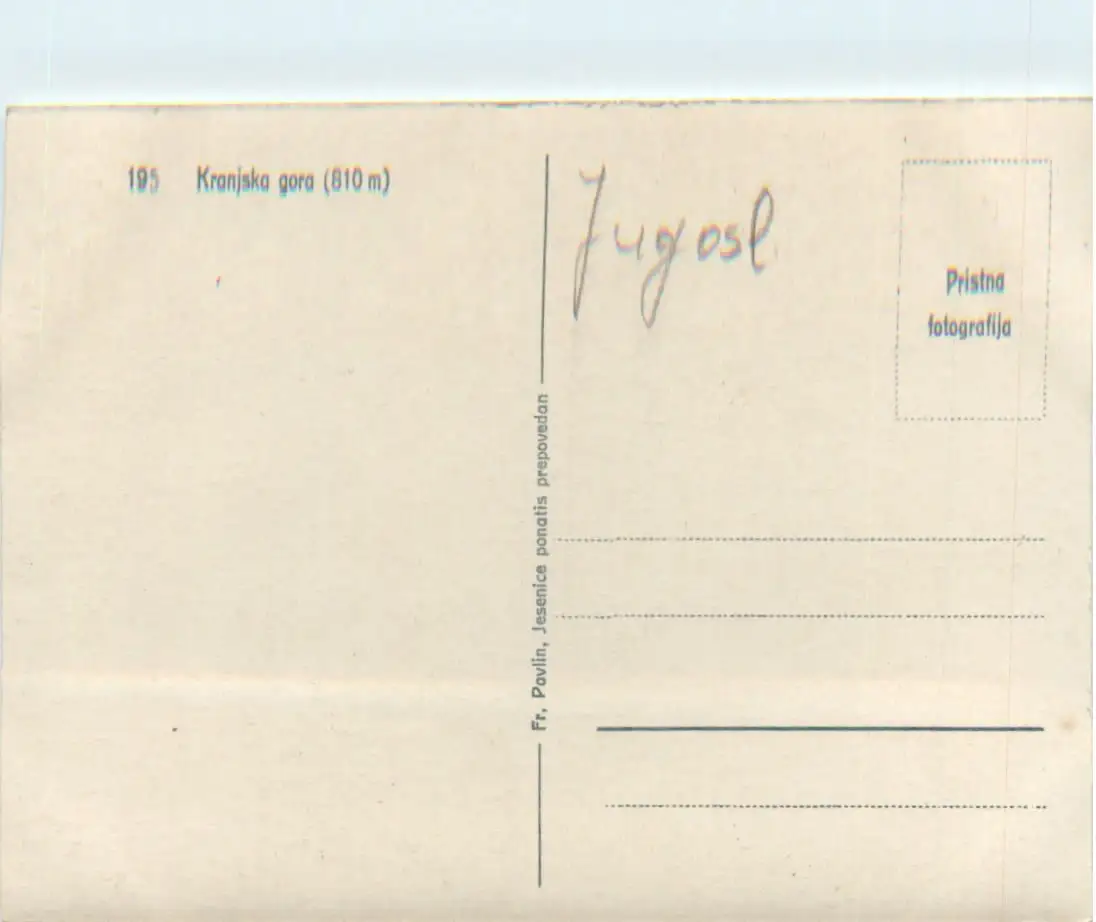 195 Kranjska gora (810 m)
Jugosl
Pristna
fotografija
Fr, Pavlin, Jesenice ponatis prepovedan